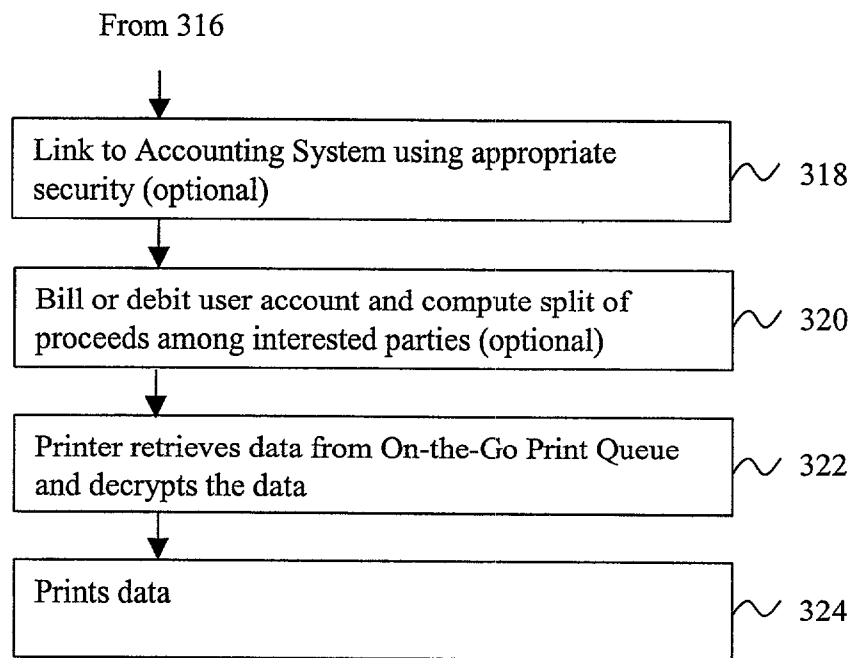 From 316
Link to Accounting System using appropriate
security (optional)
318
Bill or debit user account and compute split of
proceeds among interested parties (optional)
320
Printer retrieves data from On-the-Go Print Queue
and decrypts the data
322
Prints data
324